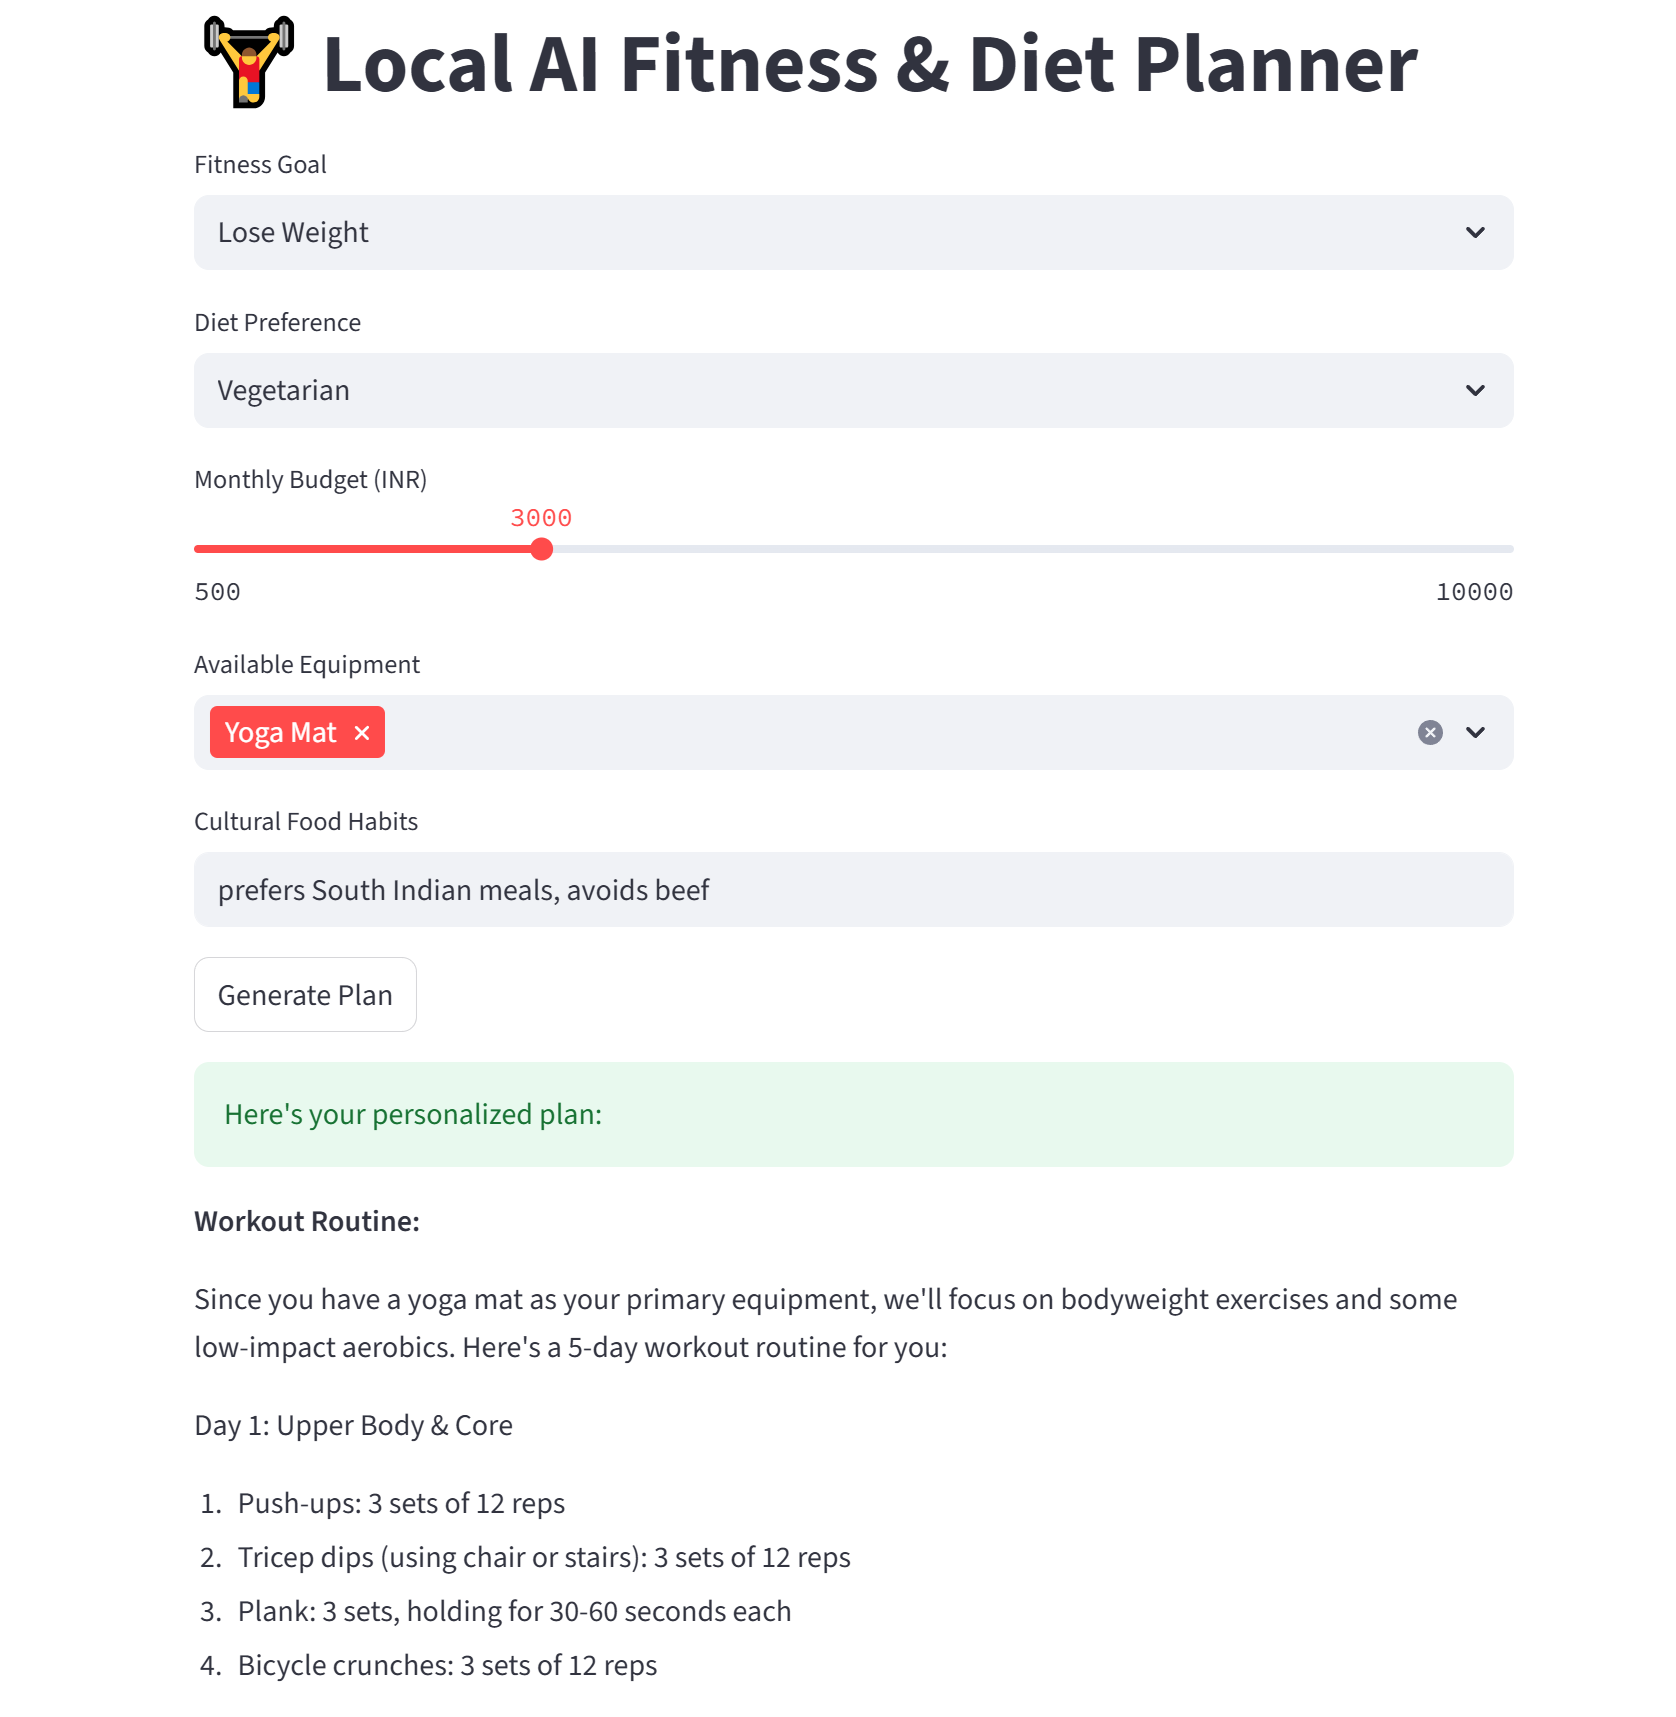 Local AI Fitness & Diet Planner
Fitness Goal
Lose Weight
Diet Preference
Vegetarian
Monthly Budget (INR)
3000
500
10000
Available Equipment
Yoga Mat
Cultural Food Habits
prefers South Indian meals, avoids beef
Generate Plan
Here's your personalized plan:
Workout Routine:
Since you have a yoga mat as your primary equipment, we'll focus on bodyweight exercises and some
low-impact aerobics. Here's a 5-day workout routine for you:
Day 1: Upper Body & Core
1. Push-ups: 3 sets of 12 reps
2. Tricep dips (using chair or stairs): 3 sets of 12 reps
3. Plank: 3 sets, holding for 30-60 seconds each
4. Bicycle crunches: 3 sets of 12 reps